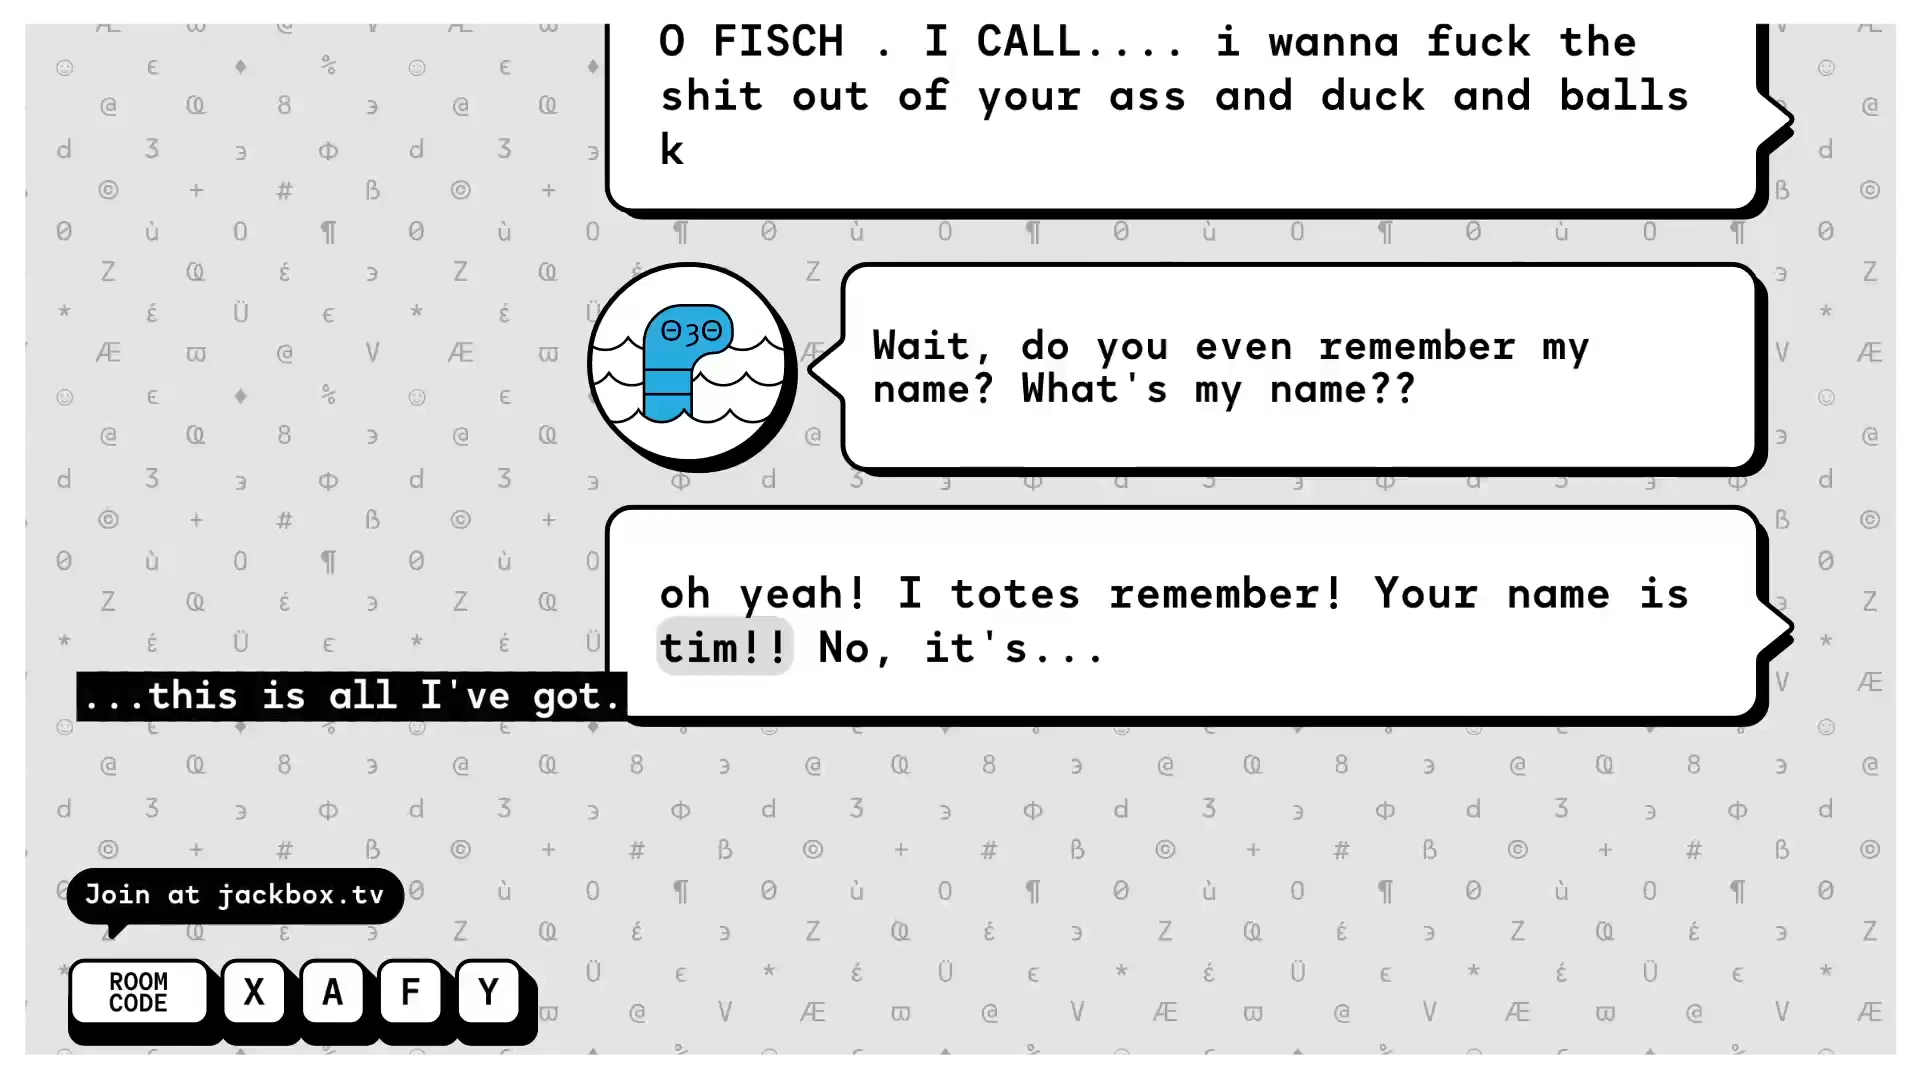 O FISCH . I CALL.... i wanna fuck the
shit out of your ass and duck and balls
k
Wait, do you even remember my
name? What's my name??
oh yeah! I totes remember! Your name is
tim!! No, it's...
...this is all I've got.
Join at jackbox.tv
ROOM
CODE
X A F Y